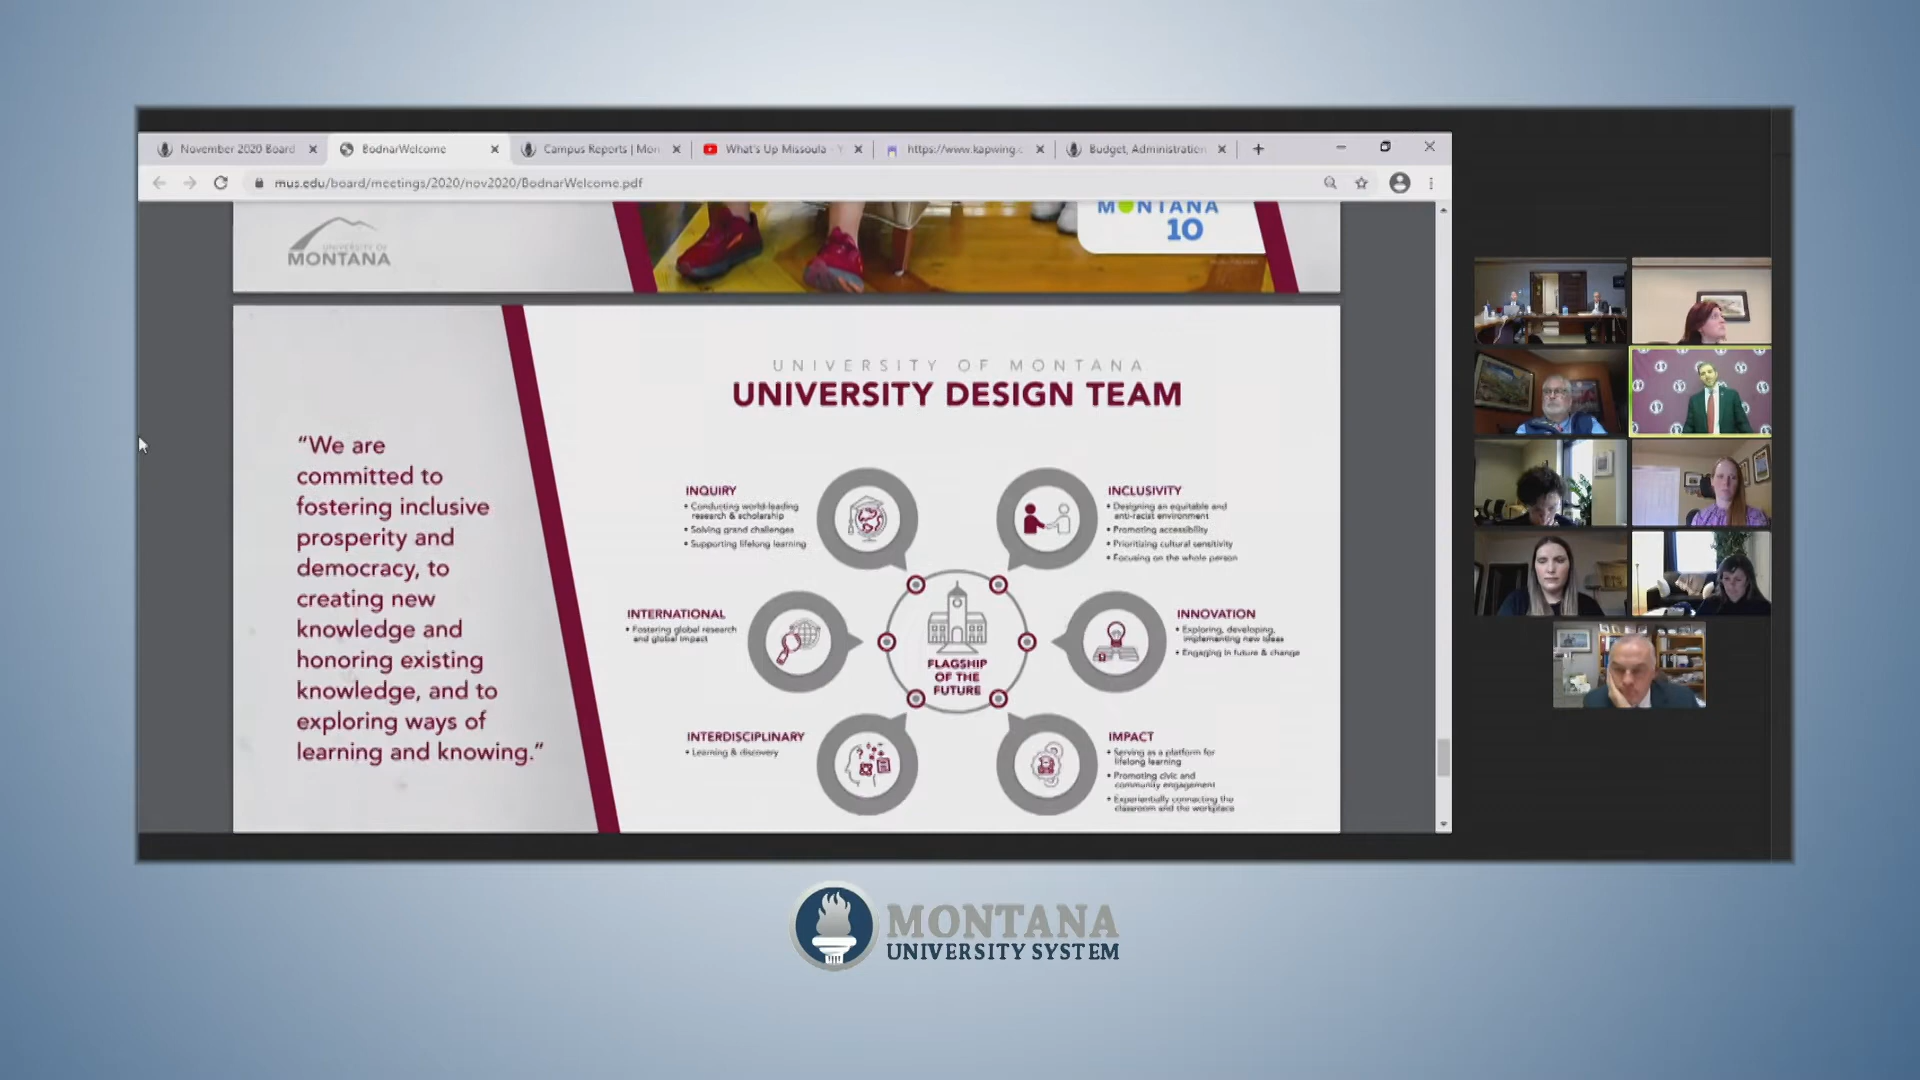 November 2020 Board
BodnarWelcome
Campus Reports | Mon
What's Up Missoula - Y
https://www.kapwing.c
Budget, Administration
mus.edu/board/meetings/2020/nov2020/BodnarWelcome.pdf
UNIVERSITY OF
MONTANA
MONTANA
10
"We are
committed to
fostering inclusive
prosperity and
democracy, to
creating new
knowledge and
honoring existing
knowledge, and to
exploring ways of
learning and knowing."
UNIVERSITY OF MONTANA
UNIVERSITY DESIGN TEAM
INQUIRY
• Conducting world-leading
research & scholarship
• Solving grand challenges
• Supporting lifelong learning
INCLUSIVITY
• Designing an equitable and
anti-racist environment
• Promoting accessibility
• Prioritizing cultural sensitivity
• Focusing on the whole person
INTERNATIONAL
• Fostering global research
and global impact
FLAGSHIP
OF THE
FUTURE
INNOVATION
• Exploring, developing,
implementing new ideas
• Engaging in future & change
INTERDISCIPLINARY
• Learning & discovery
IMPACT
• Serving as a platform for
lifelong learning
• Promoting civic and
community engagement
• Experientially connecting the
classroom and the workplace
MONTANA
UNIVERSITY SYSTEM